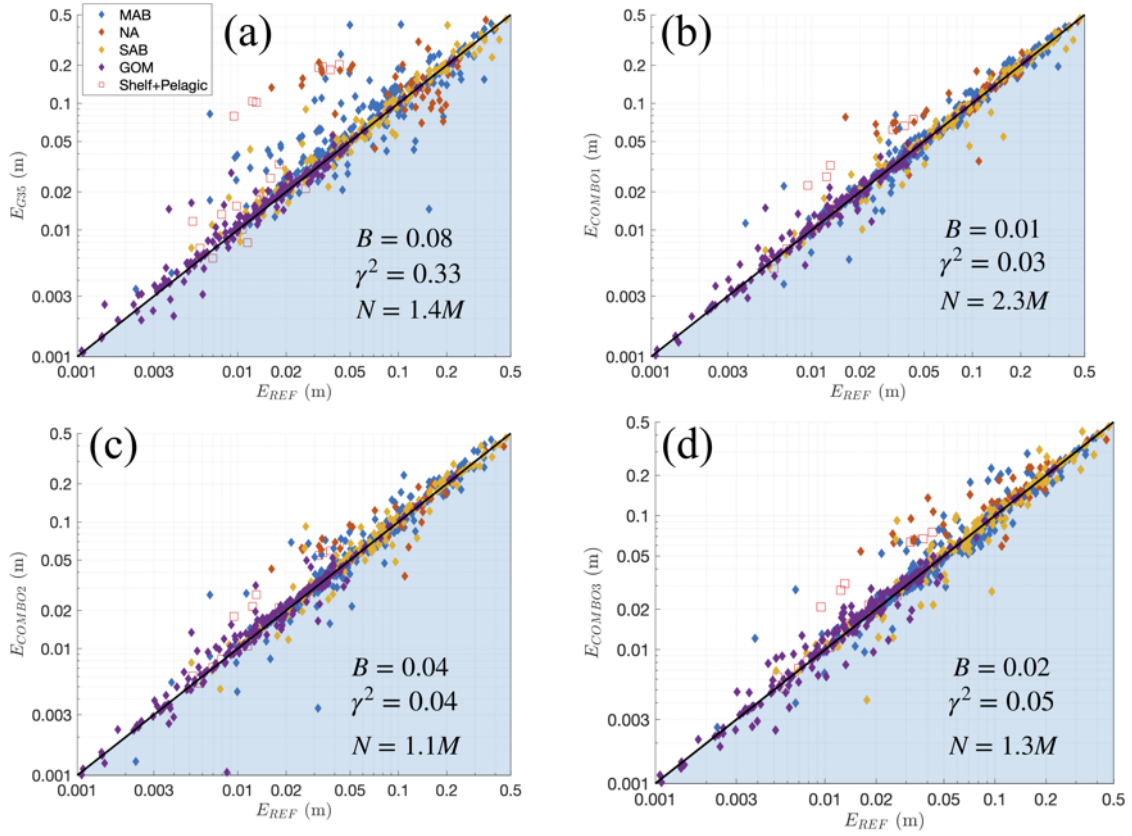 MAB
NA
SAB
GOM
Shelf+Pelagic
(a)
0.5
0.2
0.1
0.05
0.02
0.01
0.003
0.001
E_G35 (m)
B = 0.08
γ² = 0.33
N = 1.4M
0.001 0.003 0.01 0.02 0.05 0.1 0.2 0.5
E_REF (m)
(b)
0.5
0.2
0.1
0.05
0.02
0.01
0.003
0.001
E_COMBO1 (m)
B = 0.01
γ² = 0.03
N = 2.3M
0.001 0.003 0.01 0.02 0.05 0.1 0.2 0.5
E_REF (m)
(c)
0.5
0.2
0.1
0.05
0.02
0.01
0.003
0.001
E_COMBO2 (m)
B = 0.04
γ² = 0.04
N = 1.1M
0.001 0.003 0.01 0.02 0.05 0.1 0.2 0.5
E_REF (m)
(d)
0.5
0.2
0.1
0.05
0.02
0.01
0.003
0.001
E_COMBO3 (m)
B = 0.02
γ² = 0.05
N = 1.3M
0.001 0.003 0.01 0.02 0.05 0.1 0.2 0.5
E_REF (m)